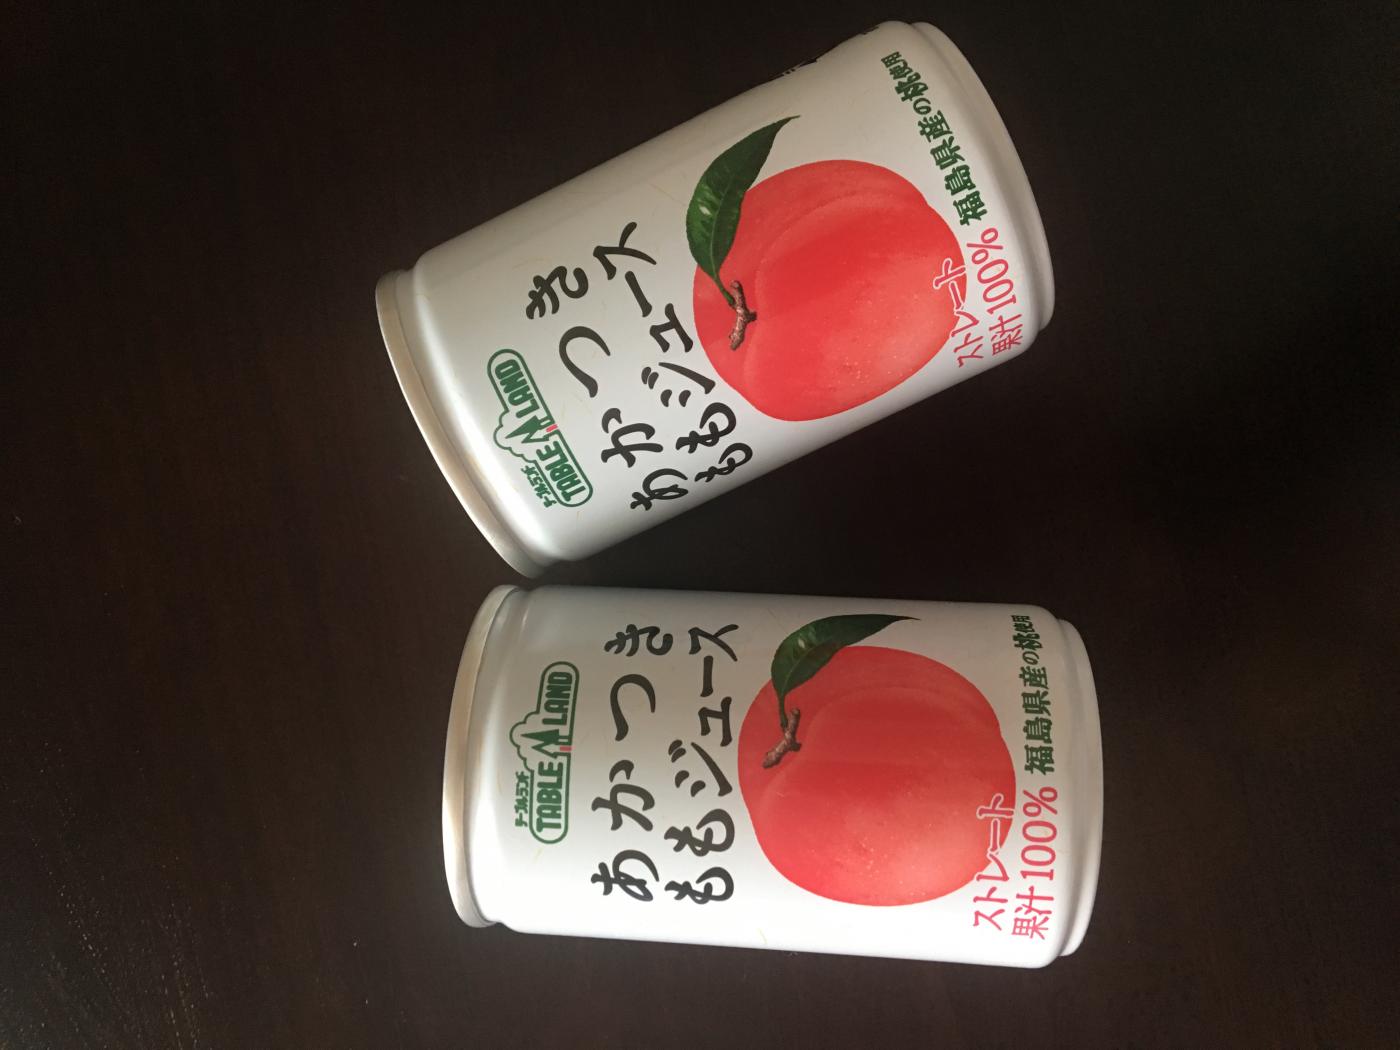 テーブルランド
TABLE LAND
あかつき
ももジュース
ストレート
果汁100%
福島県産の桃使用
テーブルランド
TABLE LAND
あかつき
ももジュース
ストレート
果汁100%
福島県産の桃使用